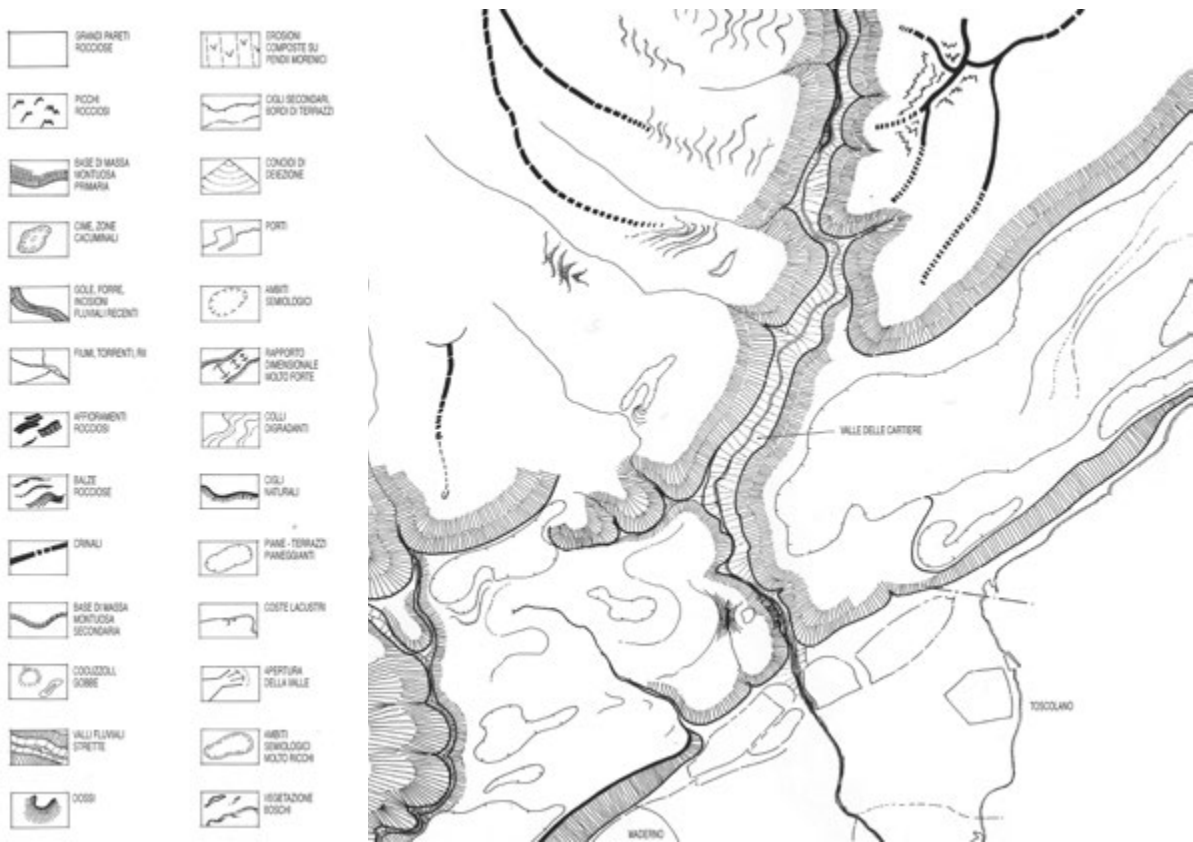 GRANDI PARETI
ROCCIOSE
PICCHI
ROCCIOSI
BASE DI MASSA
MONTUOSA
PRIMARIA
CIME, ZONE
CACUMINALI
GOLE, FORRE,
INCISIONI
FLUVIALI RECENTI
FIUMI, TORRENTI, RII
AFFIORAMENTI
ROCCIOSI
BALZE
ROCCIOSE
CRINALI
BASE DI MASSA
MONTUOSA
SECONDARIA
COCUZZOLI,
GOBBE
VALLI FLUVIALI
STRETTE
DOSSI
EROSIONI
COMPOSTE SU
PENDII MORENICI
CIGLI SECONDARI,
BORDI DI TERRAZZI
CONOIDI DI
DEIEZIONE
PORTI
AMBITI
SEMIOLOGICI
RAPPORTO
DIMENSIONALE
MOLTO FORTE
COLLI
DIGRADANTI
CIGLI
NATURALI
PIANE - TERRAZZI
PIANEGGIANTI
COSTE LACUSTRI
APERTURA
DELLA VALLE
AMBITI
SEMIOLOGICI
MOLTO RICCHI
VEGETAZIONE
BOSCHI
VALLE DELLE CARTIERE
TOSCOLANO
MADERNO